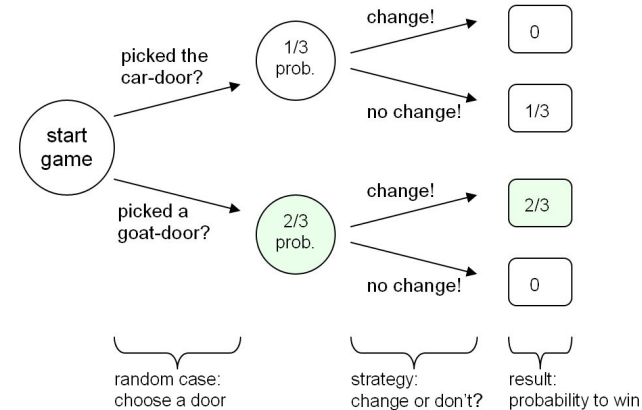 start
game
picked the
car-door?
1/3
prob.
change!
0
no change!
1/3
picked a
goat-door?
2/3
prob.
change!
2/3
no change!
0
random case:
choose a door
strategy:
change or don't?
result:
probability to win